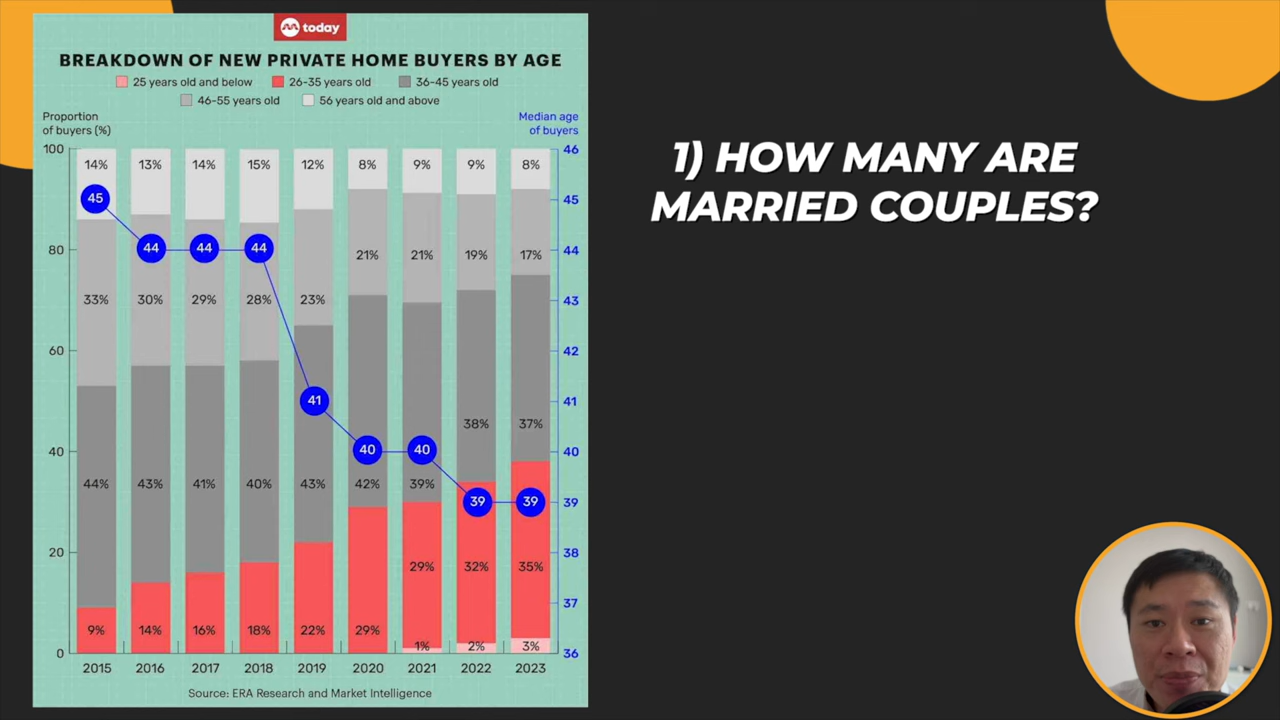 today
BREAKDOWN OF NEW PRIVATE HOME BUYERS BY AGE
25 years old and below 26-35 years old 36-45 years old
46-55 years old 56 years old and above
Proportion
of buyers (%)
Median age
of buyers
100 14% 13% 14% 15% 12% 8% 9% 9% 8% 46
45 45
44 44 44
80 21% 21% 19% 17% 44
33% 30% 29% 28% 23% 43
60 42
41 41
38% 37%
40 40 40 40
44% 43% 41% 40% 43% 42% 39%
39 39 39
20 29% 32% 35% 38
37
9% 14% 16% 18% 22% 29%
1% 2% 3%
0 36
2015 2016 2017 2018 2019 2020 2021 2022 2023
Source: ERA Research and Market Intelligence
1) HOW MANY ARE
MARRIED COUPLES?